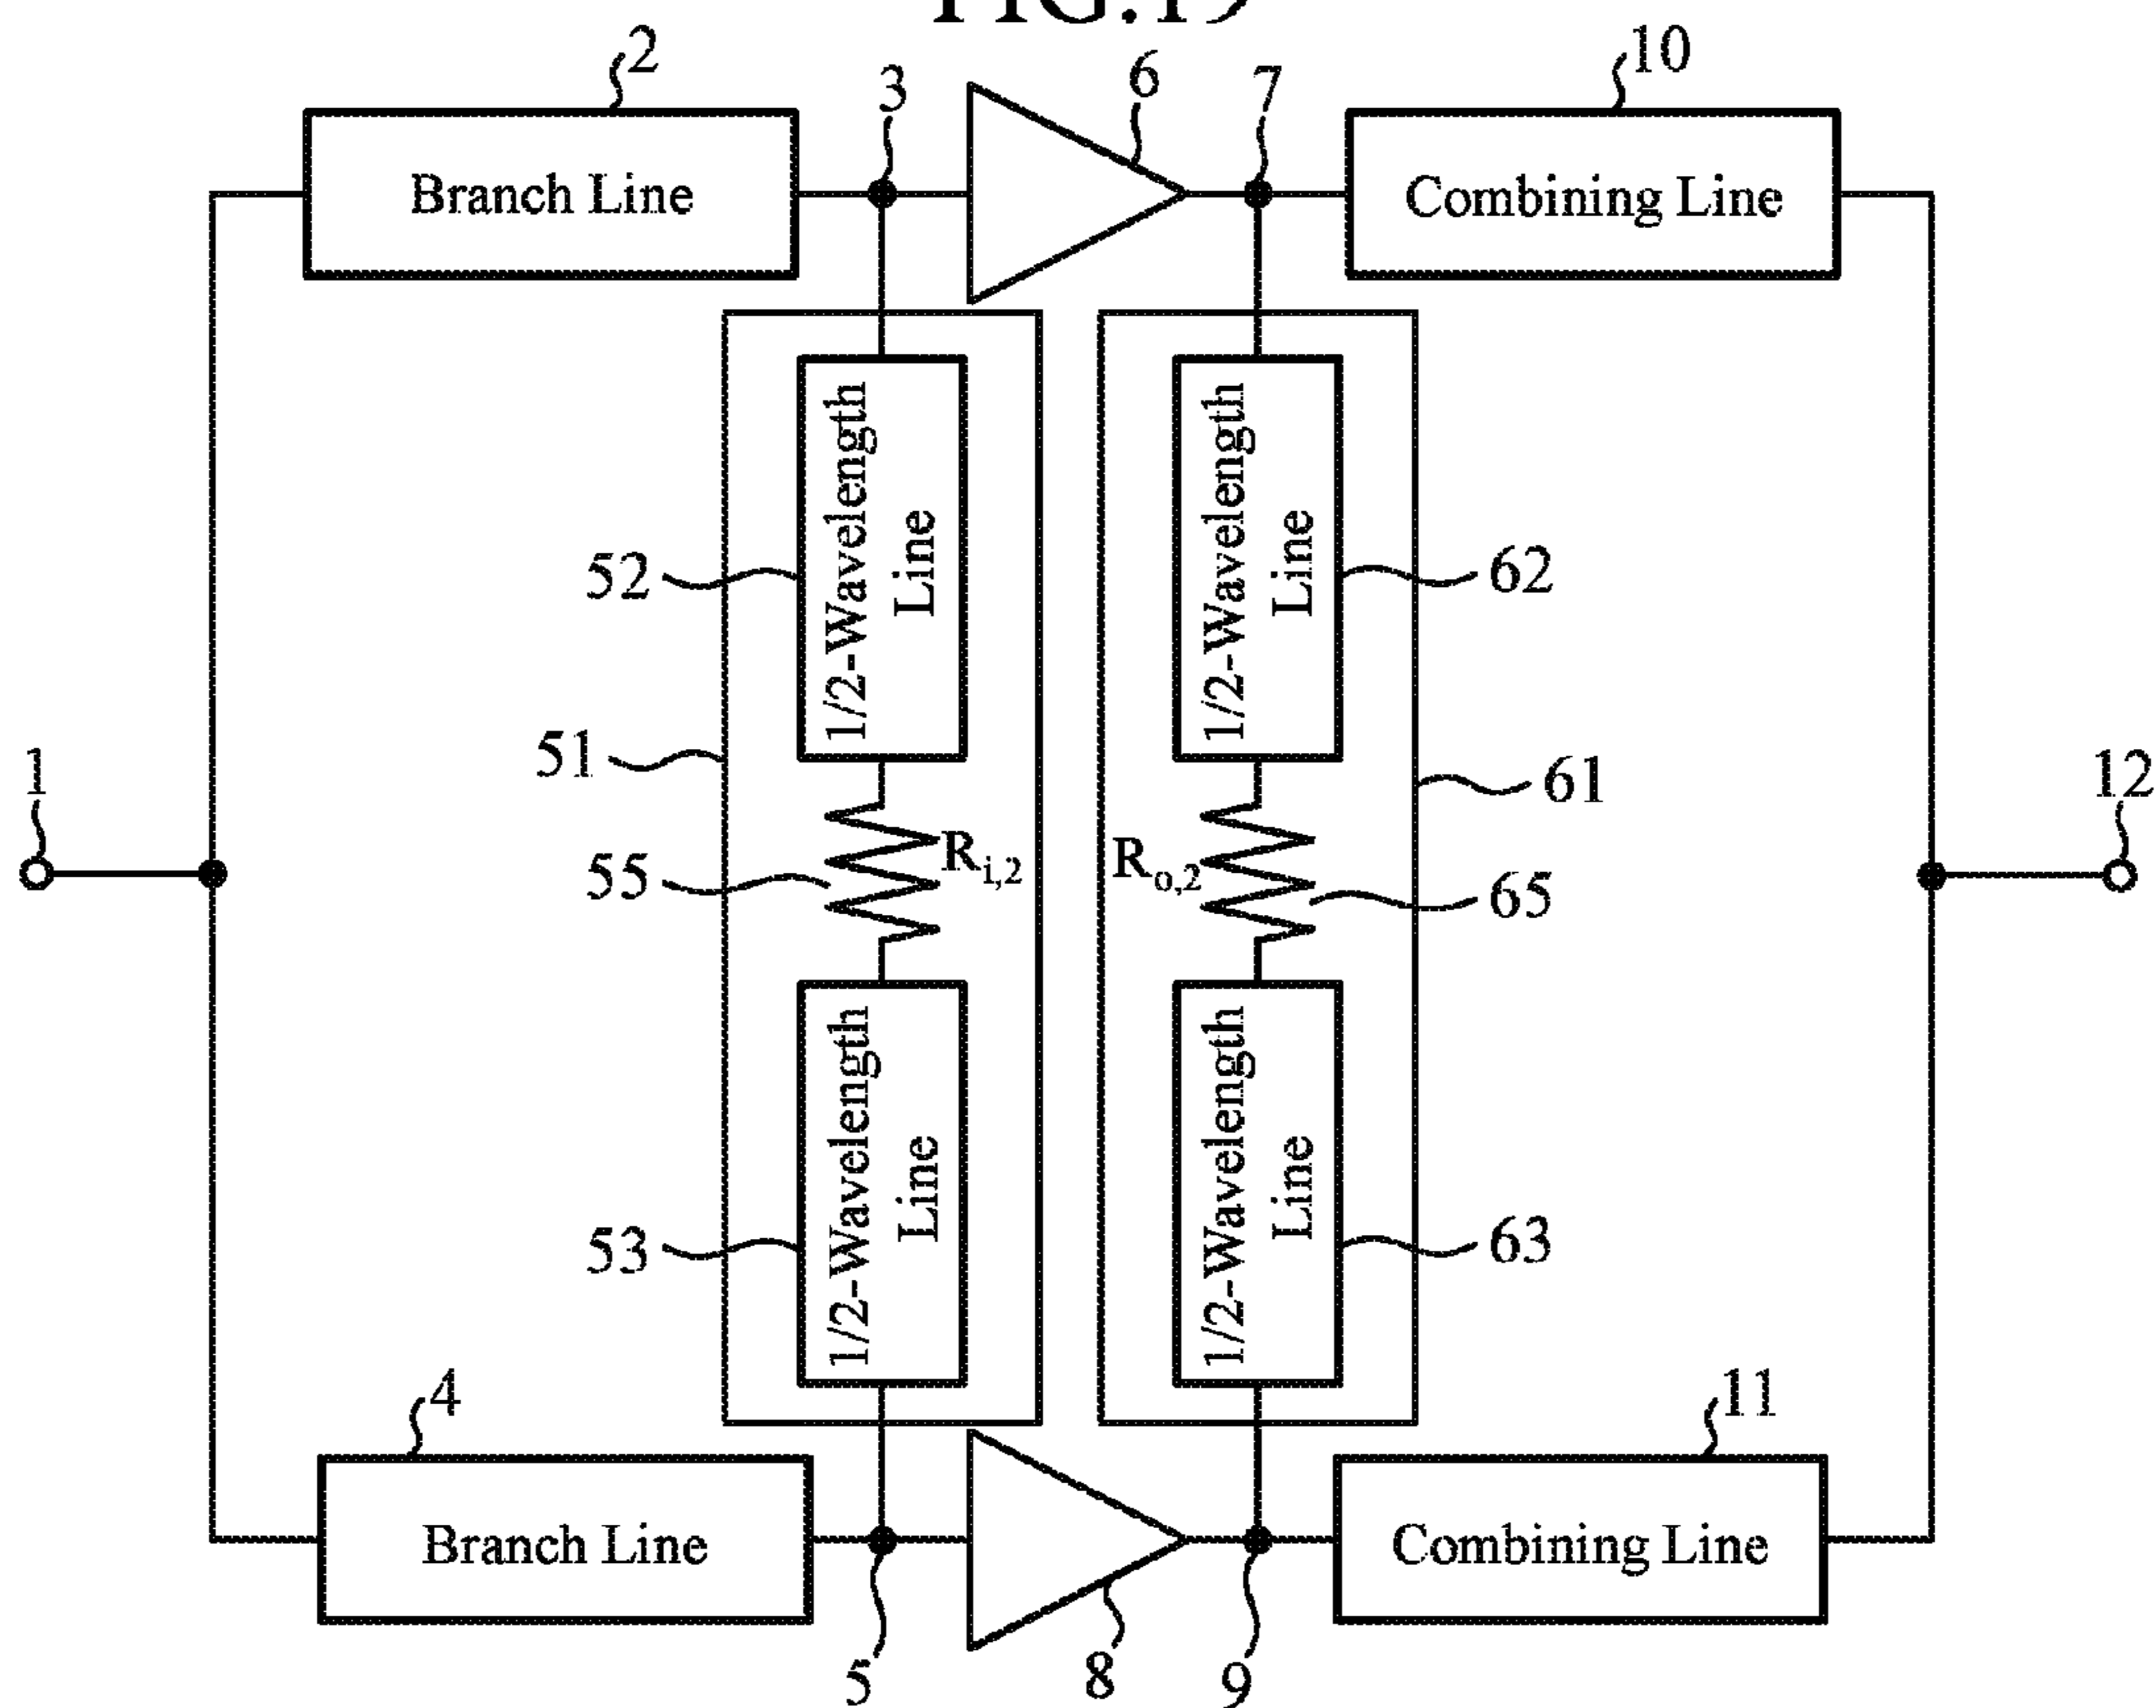 FIG.19
2
10
3
6
7
Branch Line
Combining Line
1/2-Wavelength
Line
1/2-Wavelength
Line
52
62
51
61
1
12
55
Ri,2
Ro,2
65
1/2-Wavelength
Line
1/2-Wavelength
Line
53
63
4
11
Branch Line
Combining Line
5
8
9